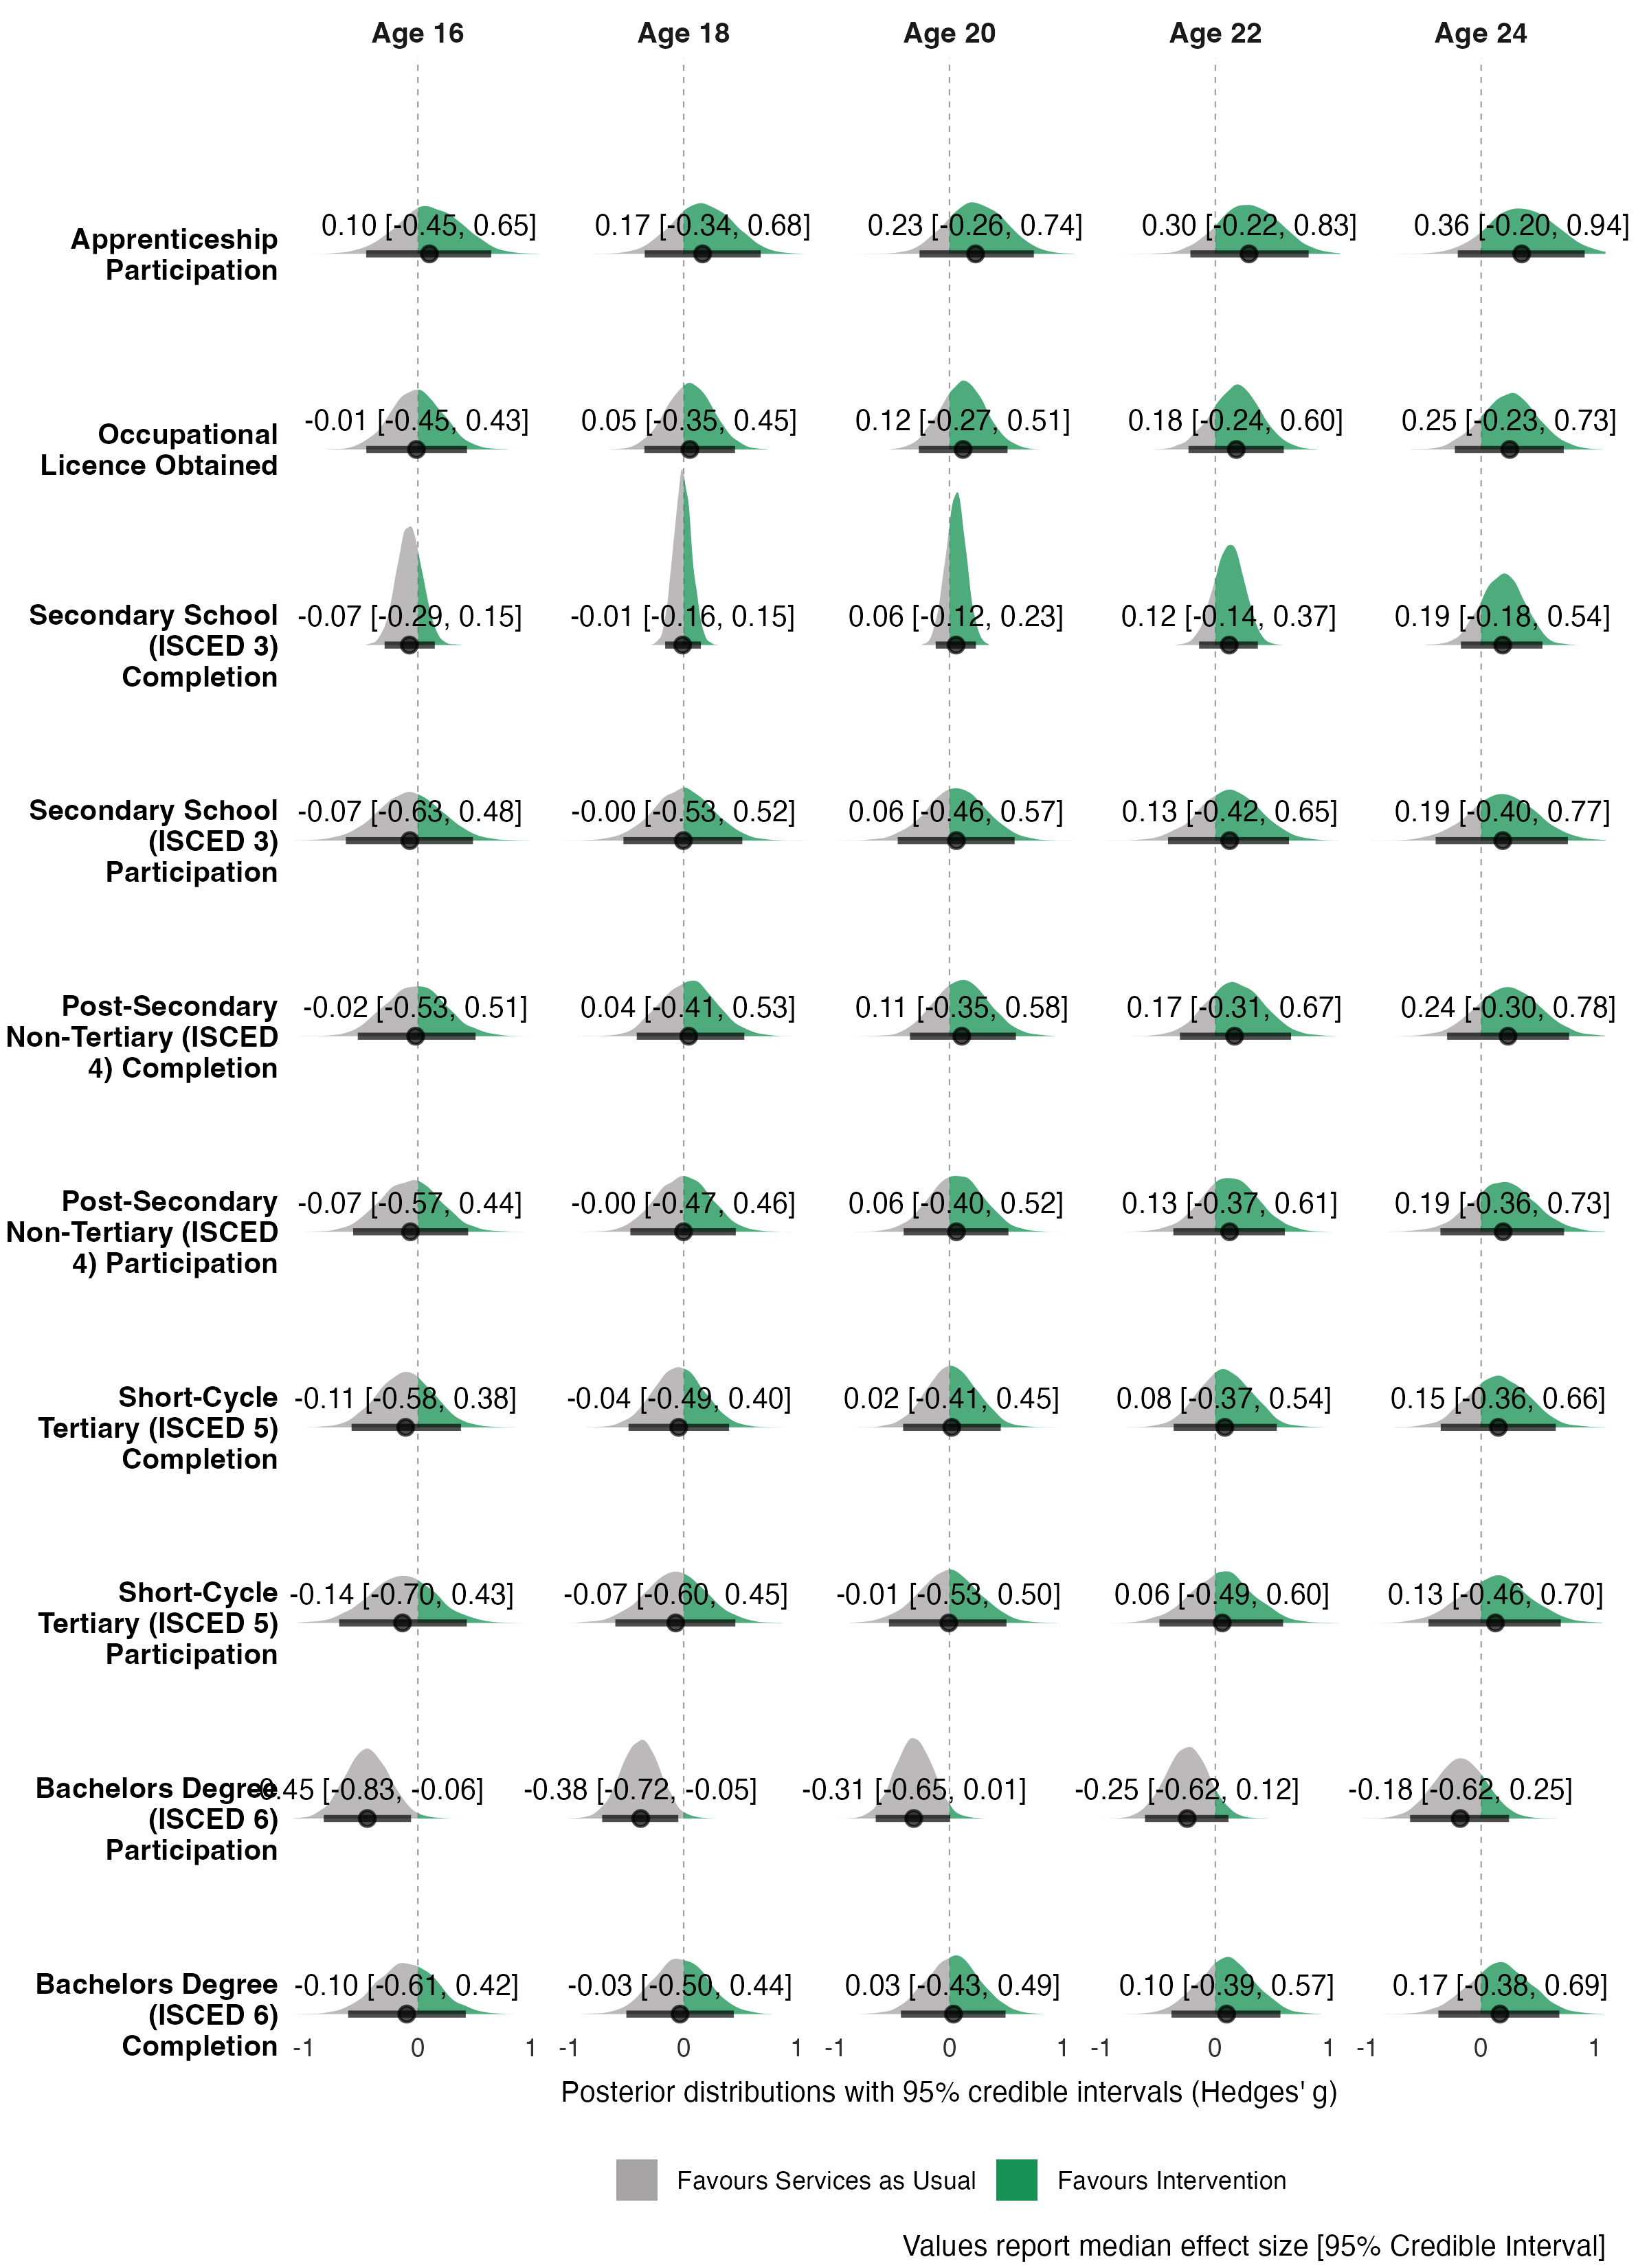 Age 16 Age 18 Age 20 Age 22 Age 24
0.10 [-0.45, 0.65] 0.17 [-0.34, 0.68] 0.23 [-0.26, 0.74] 0.30 [-0.22, 0.83] 0.36 [-0.20, 0.94]
Apprenticeship
Participation
-0.01 [-0.45, 0.43] 0.05 [-0.35, 0.45] 0.12 [-0.27, 0.51] 0.18 [-0.24, 0.60] 0.25 [-0.23, 0.73]
Occupational
Licence Obtained
Secondary School -0.07 [-0.29, 0.15] -0.01 [-0.16, 0.15] 0.06 [-0.12, 0.23] 0.12 [-0.14, 0.37] 0.19 [-0.18, 0.54]
(ISCED 3)
Completion
Secondary School -0.07 [-0.63, 0.48] -0.00 [-0.53, 0.52] 0.06 [-0.46, 0.57] 0.13 [-0.42, 0.65] 0.19 [-0.40, 0.77]
(ISCED 3)
Participation
Post-Secondary -0.02 [-0.53, 0.51] 0.04 [-0.41, 0.53] 0.11 [-0.35, 0.58] 0.17 [-0.31, 0.67] 0.24 [-0.30, 0.78]
Non-Tertiary (ISCED
4) Completion
Post-Secondary -0.07 [-0.57, 0.44] -0.00 [-0.47, 0.46] 0.06 [-0.40, 0.52] 0.13 [-0.37, 0.61] 0.19 [-0.36, 0.73]
Non-Tertiary (ISCED
4) Participation
Short-Cycle -0.11 [-0.58, 0.38] -0.04 [-0.49, 0.40] 0.02 [-0.41, 0.45] 0.08 [-0.37, 0.54] 0.15 [-0.36, 0.66]
Tertiary (ISCED 5)
Completion
Short-Cycle -0.14 [-0.70, 0.43] -0.07 [-0.60, 0.45] -0.01 [-0.53, 0.50] 0.06 [-0.49, 0.60] 0.13 [-0.46, 0.70]
Tertiary (ISCED 5)
Participation
Bachelors Degree -0.45 [-0.83, -0.06] -0.38 [-0.72, -0.05] -0.31 [-0.65, 0.01] -0.25 [-0.62, 0.12] -0.18 [-0.62, 0.25]
(ISCED 6)
Participation
Bachelors Degree -0.10 [-0.61, 0.42] -0.03 [-0.50, 0.44] 0.03 [-0.43, 0.49] 0.10 [-0.39, 0.57] 0.17 [-0.38, 0.69]
(ISCED 6)
Completion -1 0 1 -1 0 1 -1 0 1 -1 0 1 -1 0 1
Posterior distributions with 95% credible intervals (Hedges' g)
Favours Services as Usual Favours Intervention
Values report median effect size [95% Credible Interval]